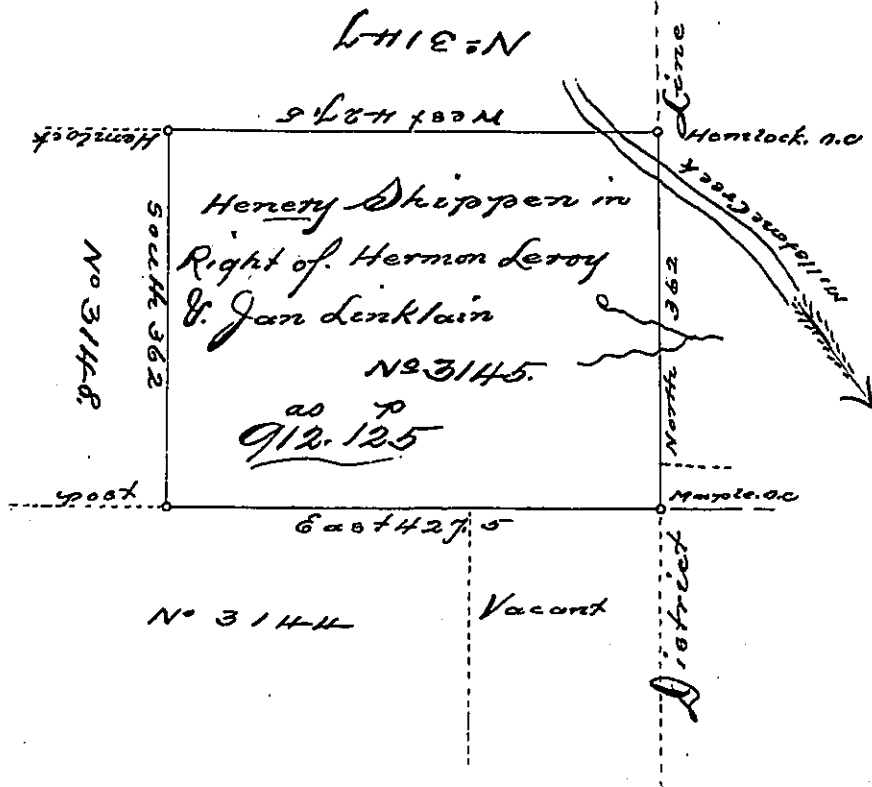 No 3147
West 427.5
Line
Hemlock
Hemlock. o.c
Millstone Creek
Henery Shippen in
Right of. Hermon Leroy
&. Jan Linklain
No 3145.
as p
912. 125
South 362
No 3148.
North 362
post
Maple. o.c
East 427.5
No 3144
Vacant
District